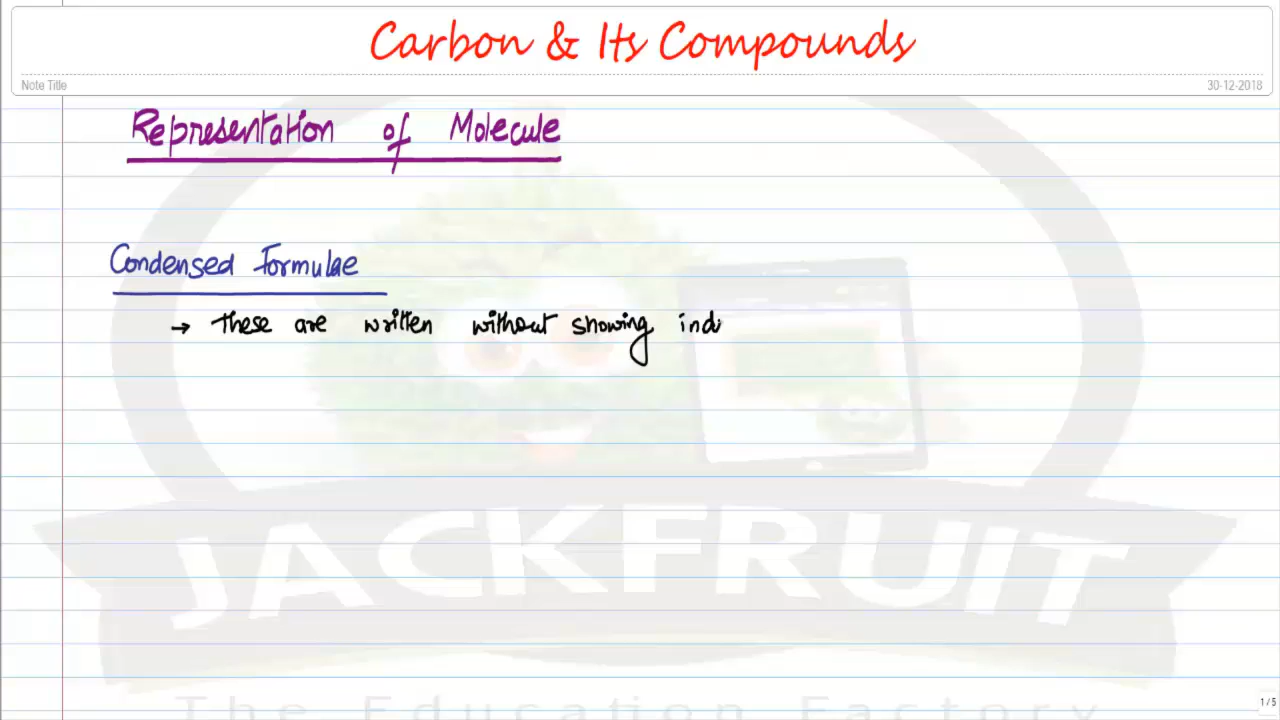 Carbon & Its Compounds
Note Title
30-12-2018
Representation of Molecule
Condensed Formulae
→ These are written without showing ind
JACKFRUIT
The Education Factory
1/5